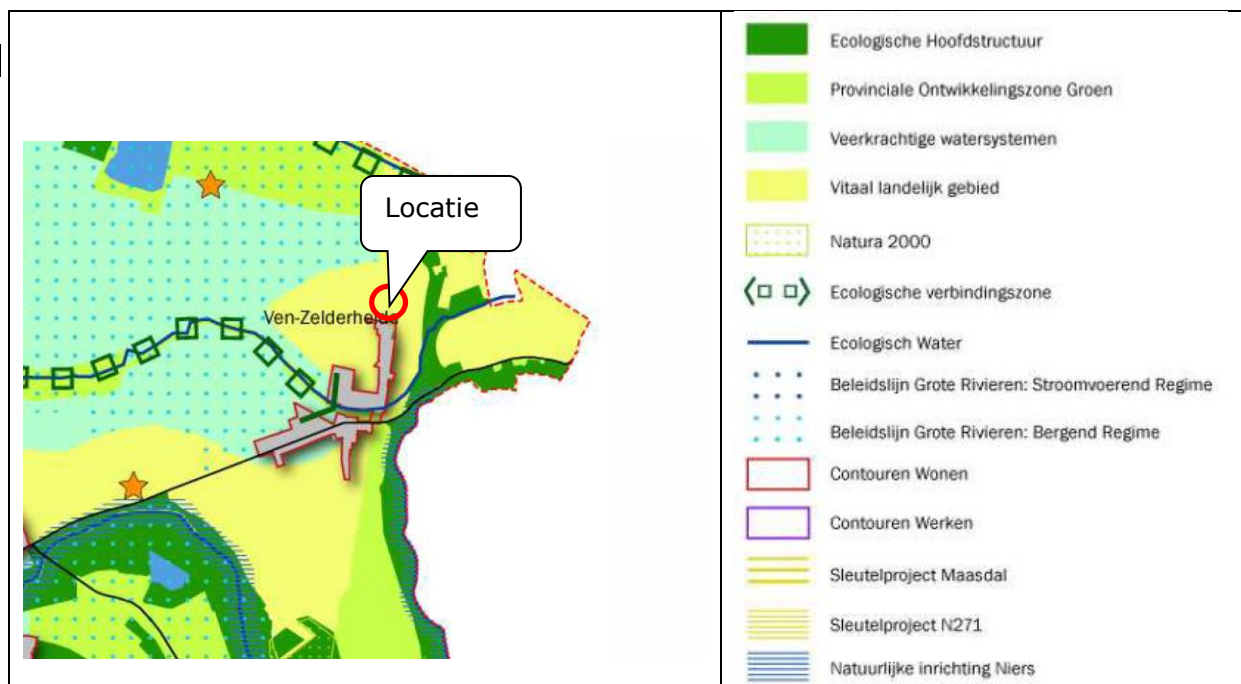 Locatie
Ven-Zelderheide
Ecologische Hoofdstructuur
Provinciale Ontwikkelingszone Groen
Veerkrachtige watersystemen
Vitaal landelijk gebied
Natura 2000
Ecologische verbindingszone
Ecologisch Water
Beleidslijn Grote Rivieren: Stroomvoerend Regime
Beleidslijn Grote Rivieren: Bergend Regime
Contouren Wonen
Contouren Werken
Sleutelproject Maasdal
Sleutelproject N271
Natuurlijke inrichting Niers